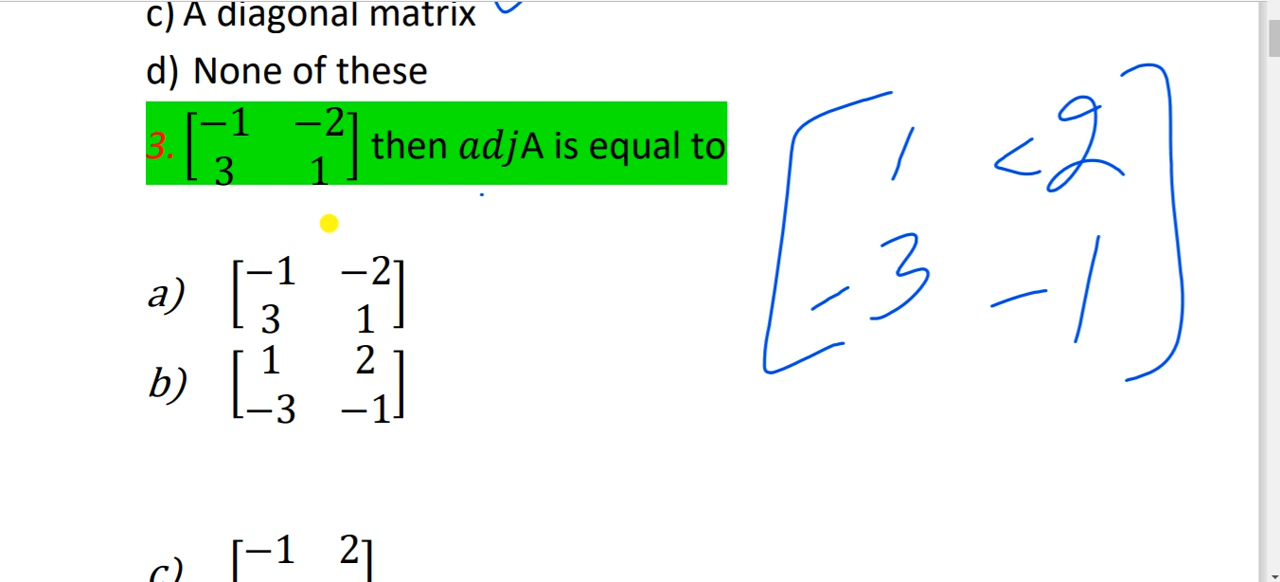 c) A diagonal matrix
d) None of these
3. [−1 −2
3 1] then adjA is equal to
a) [−1 −2
3 1]
b) [1 2
−3 −1]
c) [−1 2]
[1 <2
−3 −1]